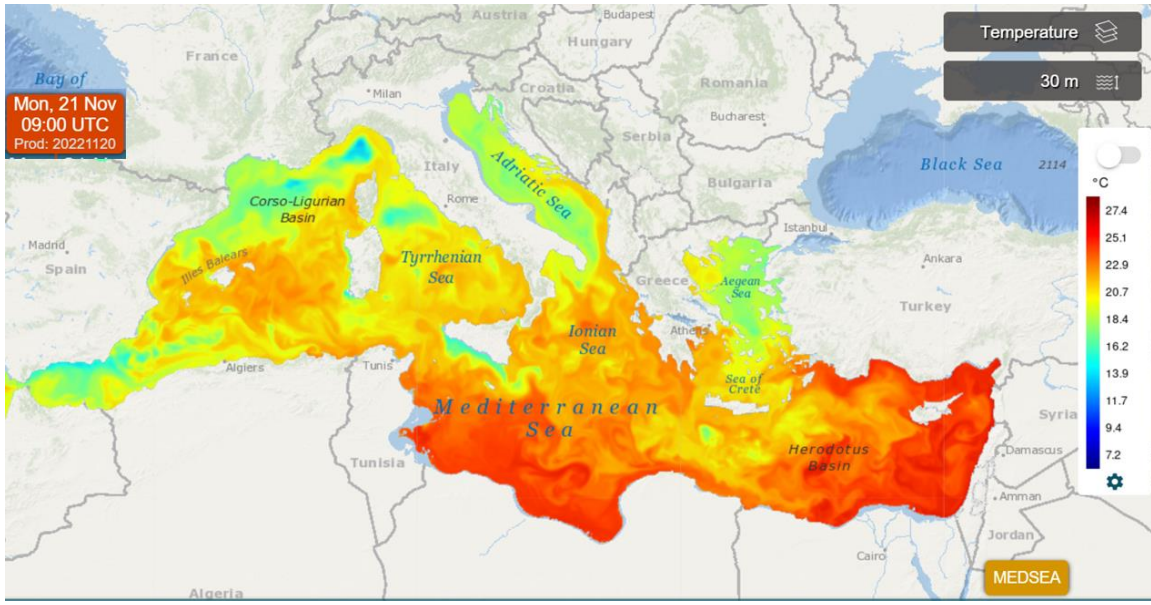 Austria
Budapest
Hungary
France
Bay of
Mon, 21 Nov
09:00 UTC
Prod: 20221120
Temperature
30 m
Croatia
Romania
Milan
Bucharest
Serbia
Italy
Adriatic Sea
Black Sea
2114
°C
Bulgaria
Corso-Ligurian
Basin
Rome
27.4
25.1
22.9
20.7
18.4
16.2
13.9
11.7
9.4
7.2
Istanbul
Madrid
Spain
Illes Balears
Tyrrhenian
Sea
Ankara
Greece
Aegean
Sea
Turkey
Ionian
Sea
Athens
Algiers
Tunis
Sea of
Crete
Mediterranean
Sea
Syria
Herodotus
Basin
Damascus
Tunisia
Amman
Jordan
Cairo
MEDSEA
Algeria